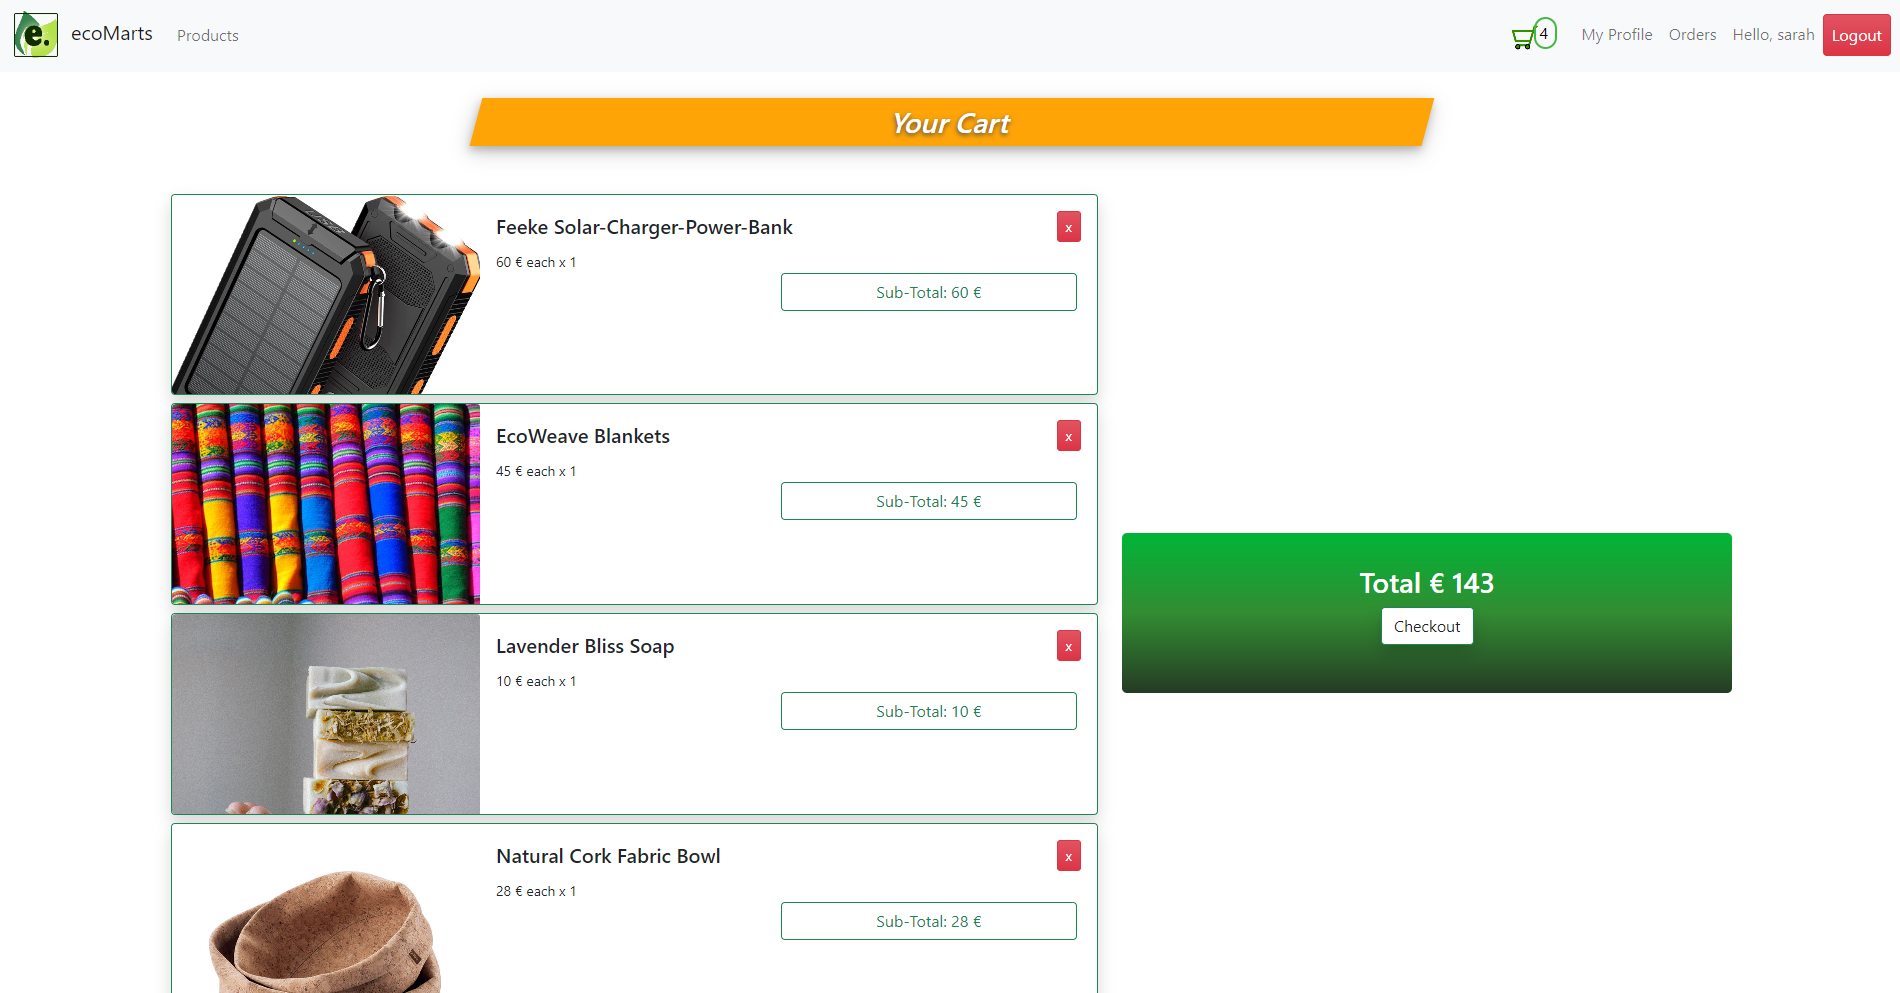 e.
ecoMarts
Products
4
My Profile
Orders
Hello, sarah
Logout
Your Cart
Feeke Solar-Charger-Power-Bank
x
60 € each x 1
Sub-Total: 60 €
EcoWeave Blankets
x
45 € each x 1
Sub-Total: 45 €
Total € 143
Checkout
Lavender Bliss Soap
x
10 € each x 1
Sub-Total: 10 €
Natural Cork Fabric Bowl
x
28 € each x 1
Sub-Total: 28 €